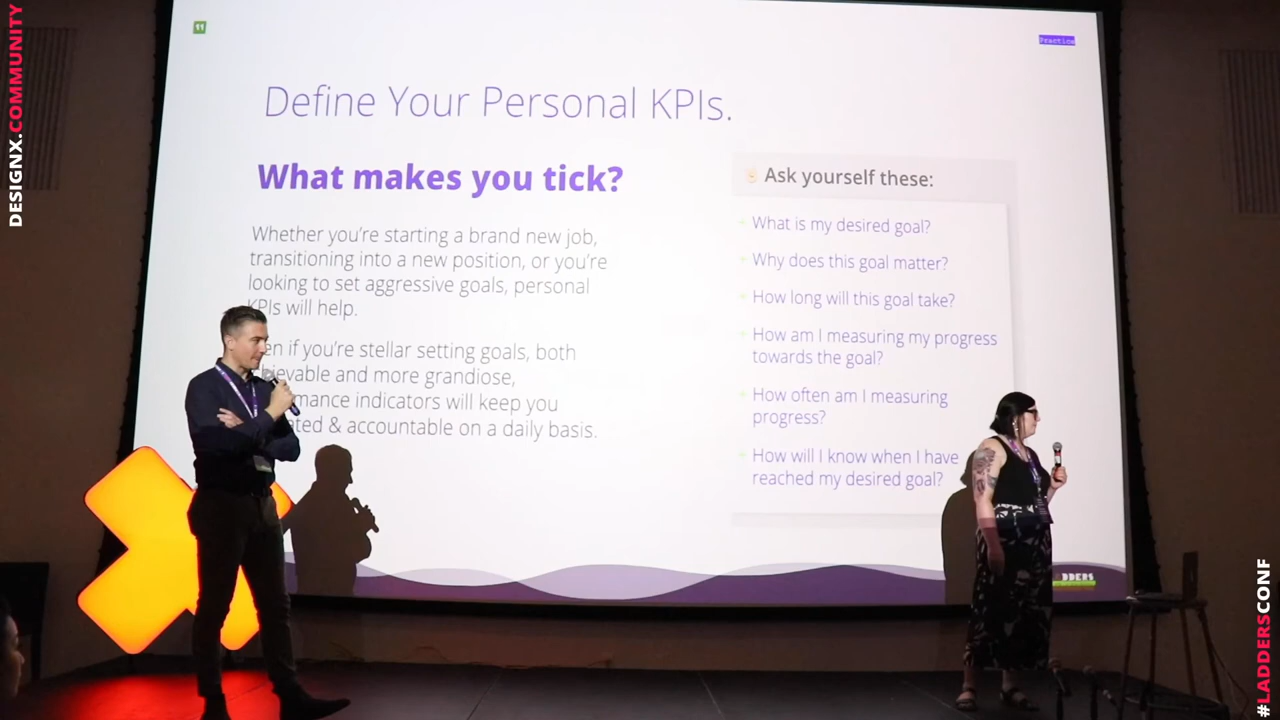 DESIGNX.COMMUNITY
11
Practice
Define Your Personal KPIs.
What makes you tick?
Whether you're starting a brand new job,
transitioning into a new position, or you're
looking to set aggressive goals, personal
KPIs will help.
if you're stellar setting goals, both
and more grandiose,
indicators will keep you
& accountable on a daily basis.
Ask yourself these:
What is my desired goal?
Why does this goal matter?
How long will this goal take?
How am I measuring my progress
towards the goal?
How often am I measuring
progress?
How will I know when I have
reached my desired goal?
#LADDERSCONF